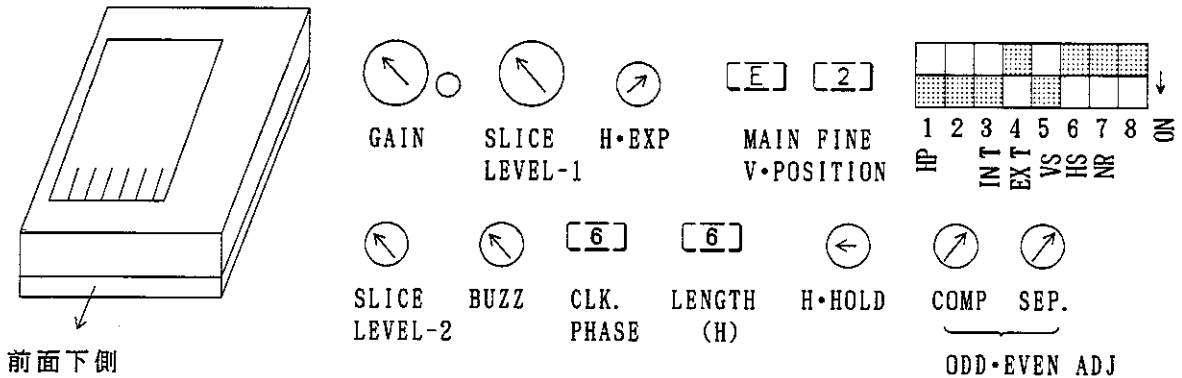 E 2
GAIN SLICE LEVEL-1 H•EXP MAIN FINE V•POSITION
1 2 3 4 5 6 7 8 ON
HP INT EXT VS HS NR
6 6
SLICE LEVEL-2 BUZZ CLK. PHASE LENGTH (H) H•HOLD COMP SEP.
ODD•EVEN ADJ
前面下側